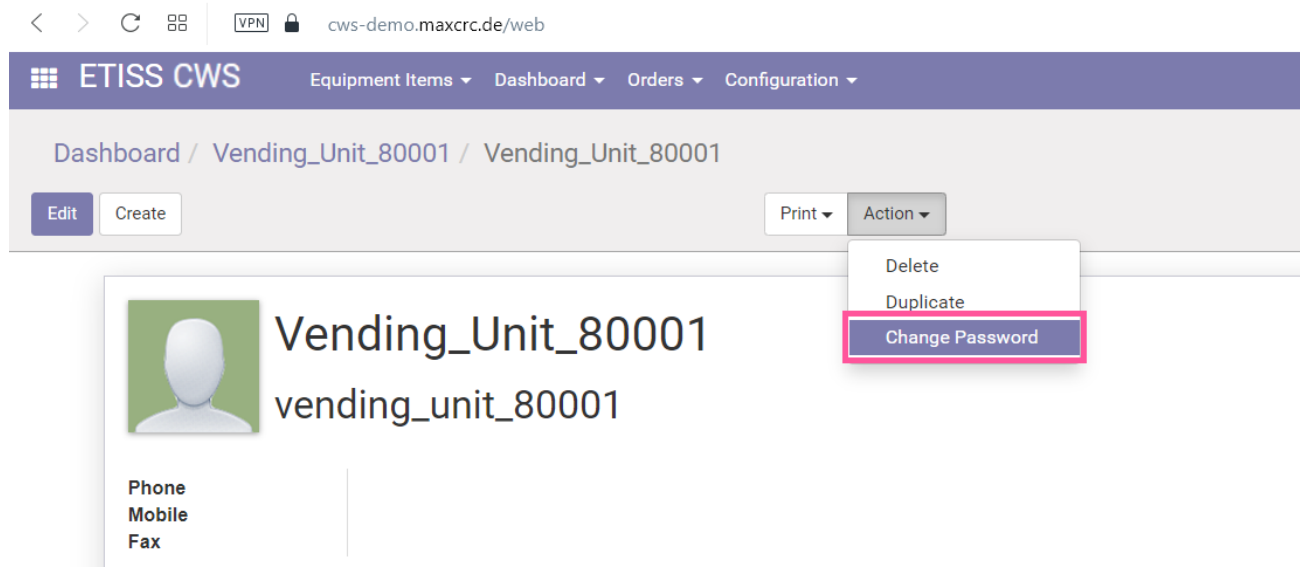 VPN cws-demo.maxcrc.de/web
ETISS CWS Equipment Items Dashboard Orders Configuration
Dashboard / Vending_Unit_80001 / Vending_Unit_80001
Edit Create Print Action
Delete
Duplicate
Change Password
Vending_Unit_80001
vending_unit_80001
Phone
Mobile
Fax